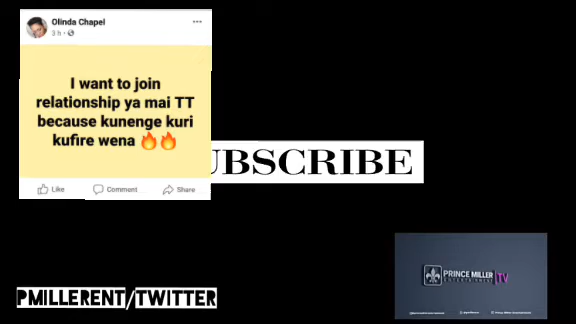 Olinda Chapel
3 h
I want to join
relationship ya mai TT
because kunenge kuri
kufire wena 🔥🔥
Like Comment Share
UBSCRIBE
PRINCE MILLER TV
ENTERTAINMENT
PMILLERENT/TWITTER